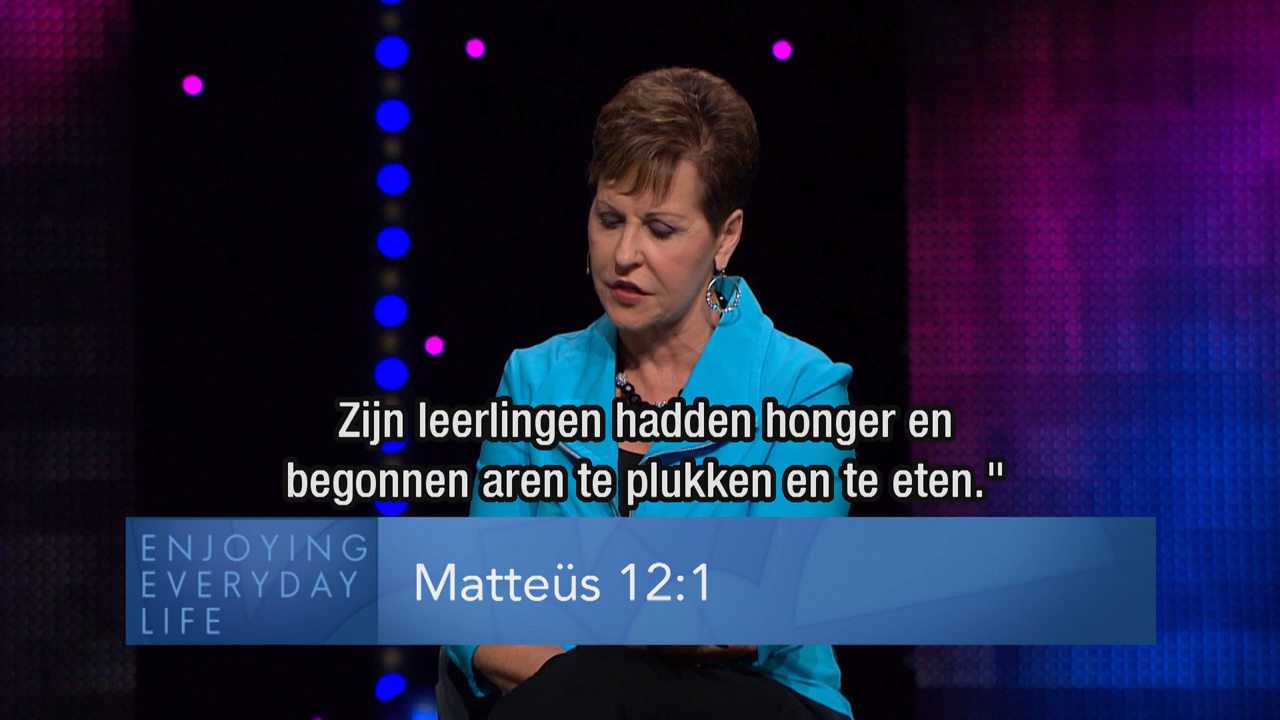 Zijn leerlingen hadden honger en
begonnen aren te plukken en te eten."
ENJOYING
EVERYDAY
LIFE
Matteüs 12:1